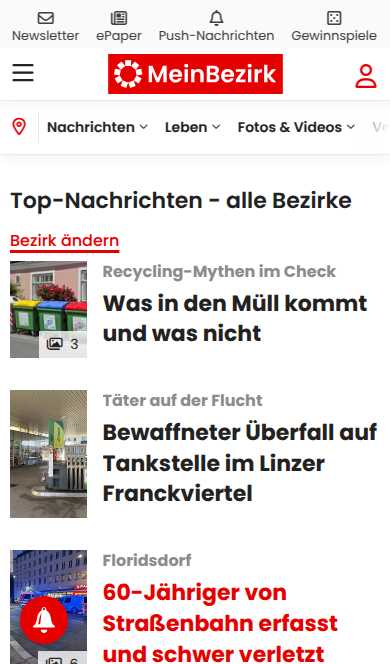 Newsletter ePaper Push-Nachrichten Gewinnspiele
MeinBezirk
Nachrichten Leben Fotos & Videos
Top-Nachrichten - alle Bezirke
Bezirk ändern
Recycling-Mythen im Check
Was in den Müll kommt
und was nicht
3
Täter auf der Flucht
Bewaffneter Überfall auf
Tankstelle im Linzer
Franckviertel
Floridsdorf
60-Jähriger von
Straßenbahn erfasst
und schwer verletzt
6